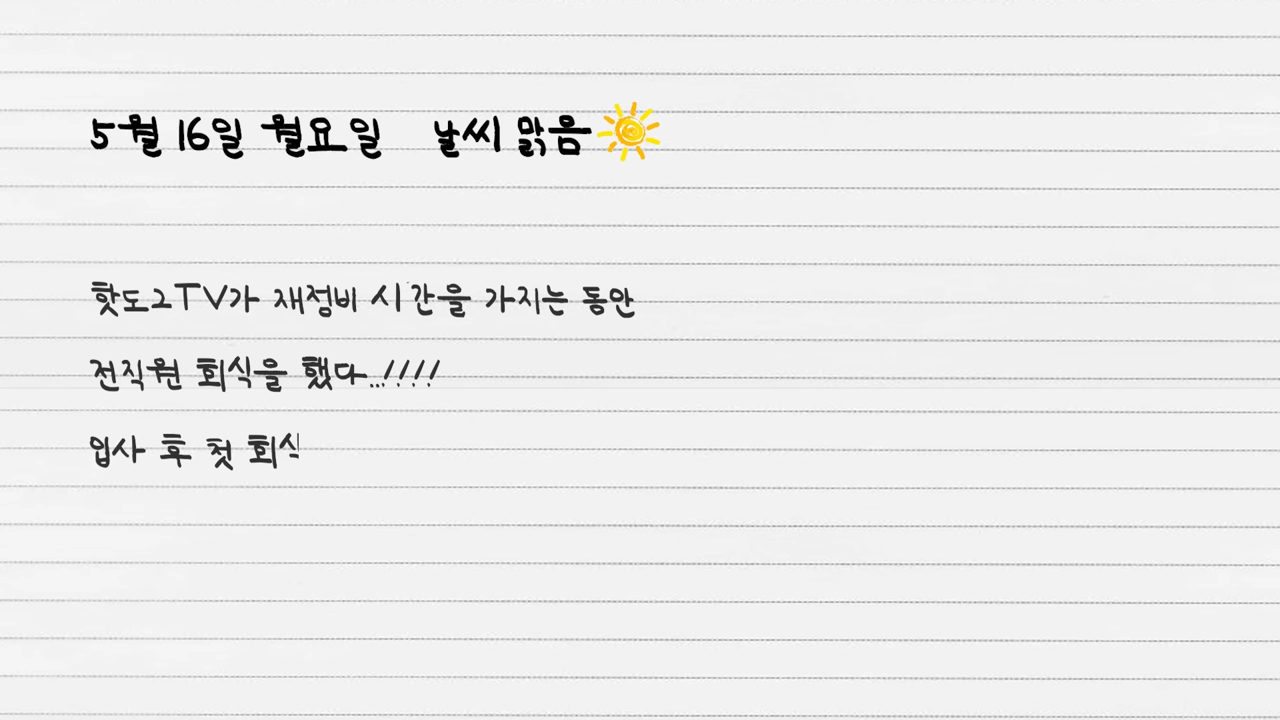 5월 16일 월요일 날씨 맑음
핫도그TV가 재정비 시간을 가지는 동안
전직원 회식을 했다...!!!!
입사 후 첫 회식